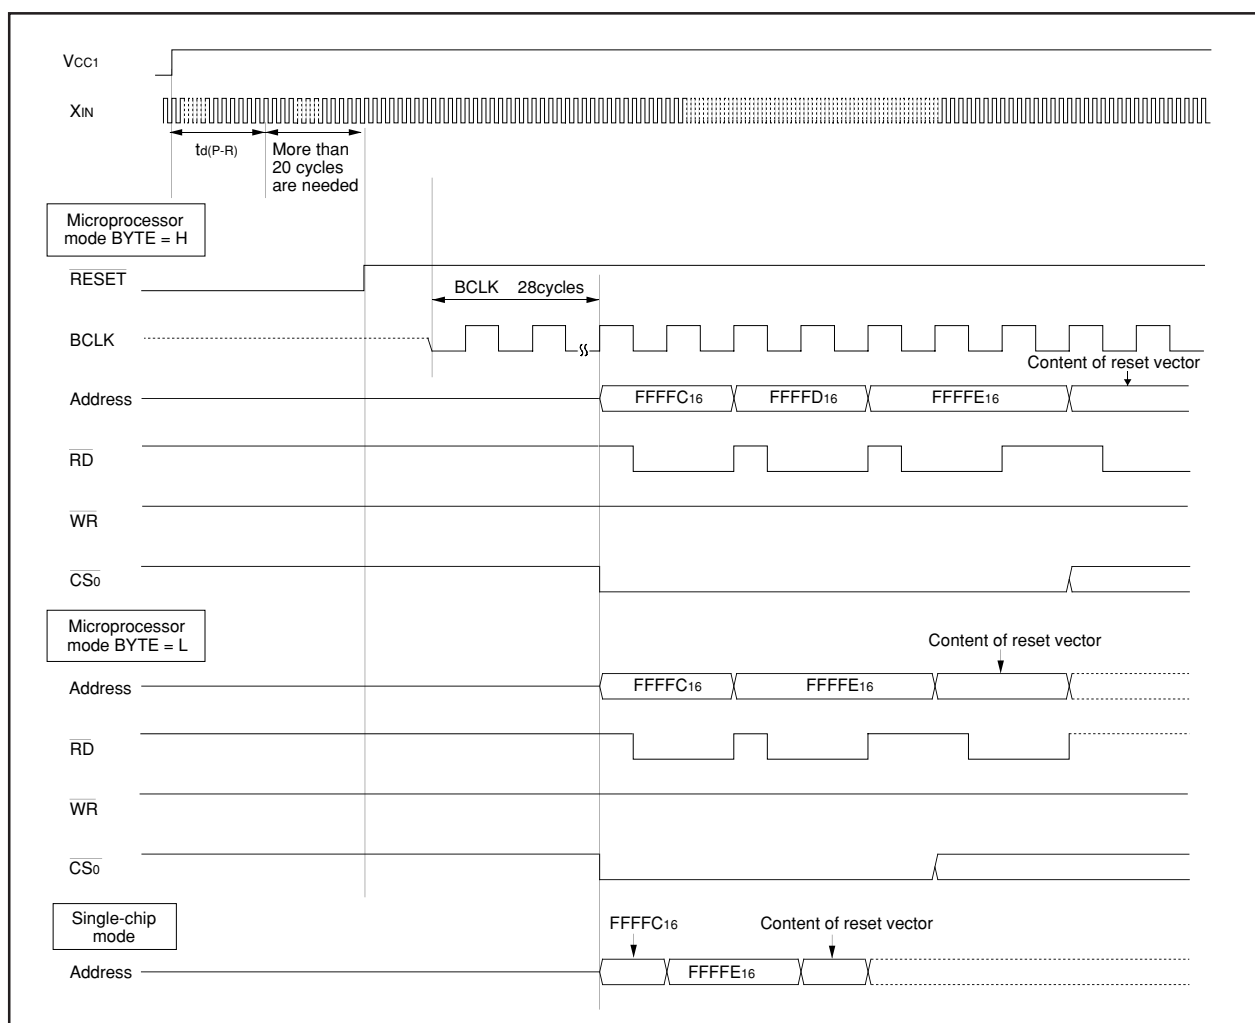 VCC1
XIN
td(P-R)
More than
20 cycles
are needed
Microprocessor
mode BYTE = H
RESET
BCLK 28cycles
BCLK
Content of reset vector
Address
FFFFC16
FFFFD16
FFFFE16
RD
WR
CS0
Microprocessor
mode BYTE = L
Content of reset vector
Address
FFFFC16
FFFFE16
RD
WR
CS0
Single-chip
mode
FFFFC16
Content of reset vector
Address
FFFFE16